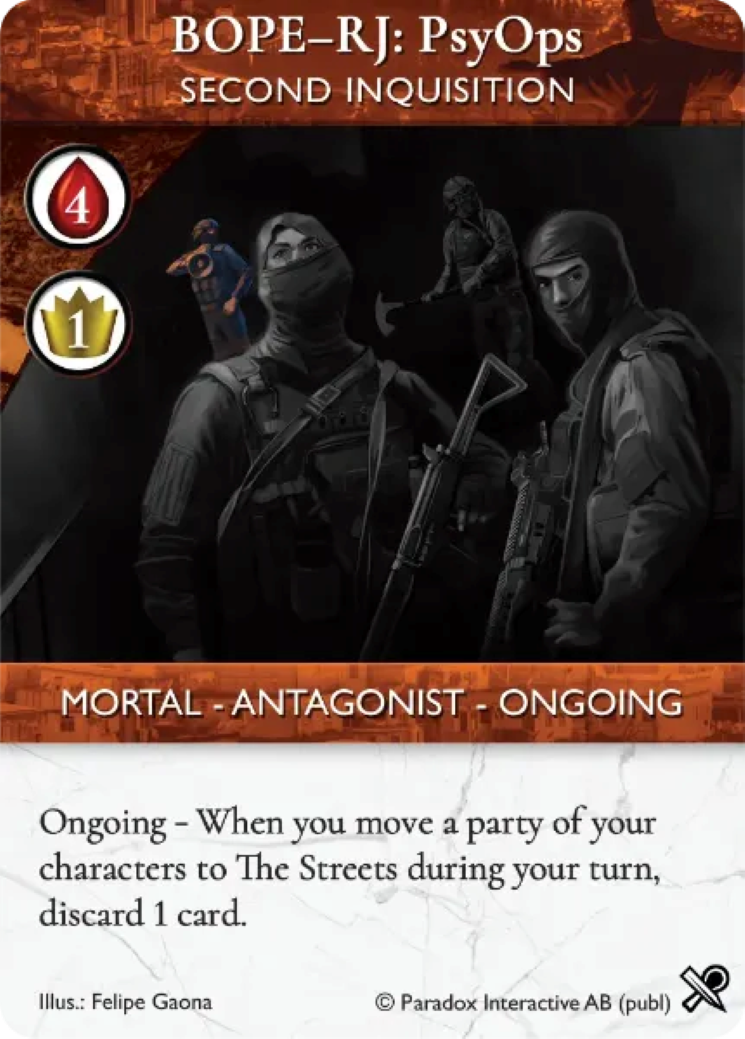 BOPE–RJ: PsyOps
SECOND INQUISITION
4
1
MORTAL - ANTAGONIST - ONGOING
Ongoing – When you move a party of your
characters to The Streets during your turn,
discard 1 card.
Illus.: Felipe Gaona
© Paradox Interactive AB (publ)